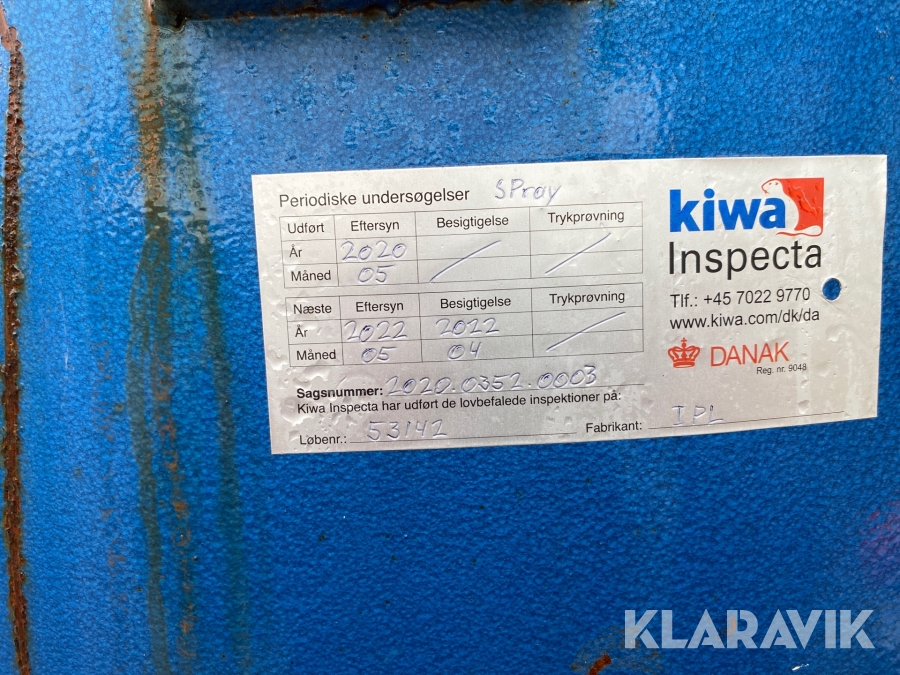 Periodiske undersøgelser SPray
Udført Eftersyn Besigtigelse Trykprøvning
År 2020 / /
Måned 05
Næste Eftersyn Besigtigelse Trykprøvning
År 2022 2022 /
Måned 05 04
Sagsnummer: 2020.0352.0003
Kiwa Inspecta har udført de lovbefalede inspektioner på:
Løbenr.: 53142 Fabrikant: IPL
kiwa
Inspecta
Tlf.: +45 7022 9770
www.kiwa.com/dk/da
DANAK
Reg. nr. 9048
KLARAVIK